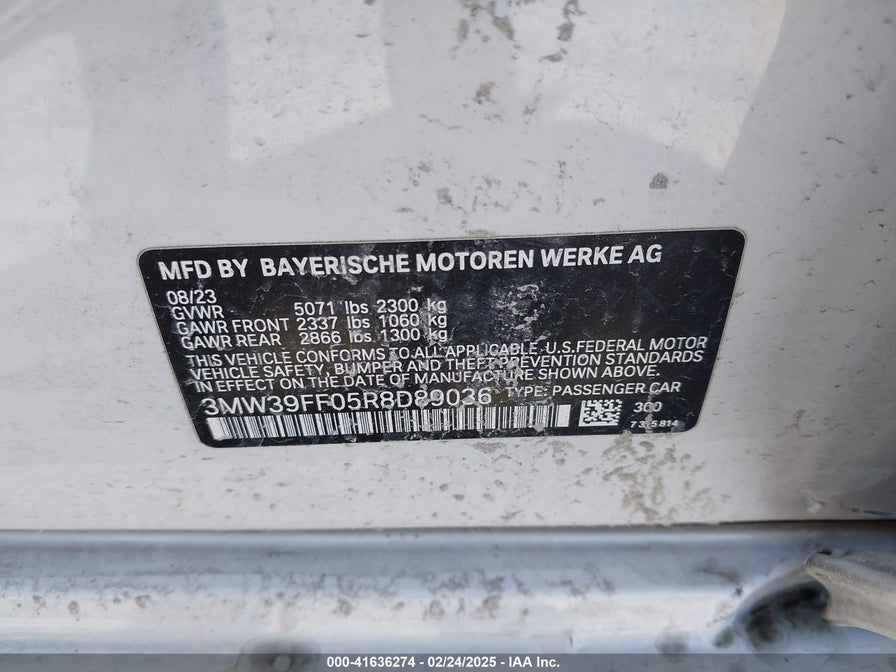 MFD BY BAYERISCHE MOTOREN WERKE AG
08/23
GVWR 5071 lbs 2300 kg
GAWR FRONT 2337 lbs 1060 kg
GAWR REAR 2866 lbs 1300 kg
THIS VEHICLE CONFORMS TO ALL APPLICABLE U.S.FEDERAL MOTOR
VEHICLE SAFETY, BUMPER AND THEFT PREVENTION STANDARDS
IN EFFECT ON THE DATE OF MANUFACTURE SHOWN ABOVE.
3MW39FF05R8D89036 TYPE: PASSENGER CAR
300
7315814
000-41636274 - 02/24/2025 - IAA Inc.